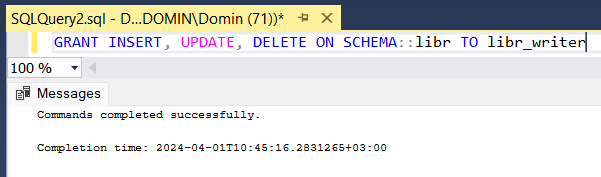 SQLQuery2.sql - D...DOMIN\Domin (71))*
GRANT INSERT, UPDATE, DELETE ON SCHEMA::libr TO libr_writer
100 %
Messages
Commands completed successfully.
Completion time: 2024-04-01T10:45:16.2831265+03:00